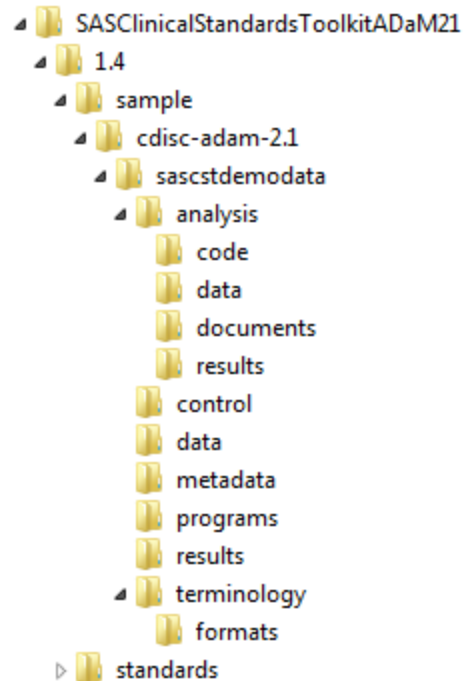 SASClinicalStandardsToolkitADaM21
1.4
sample
cdisc-adam-2.1
sascstdemodata
analysis
code
data
documents
results
control
data
metadata
programs
results
terminology
formats
standards